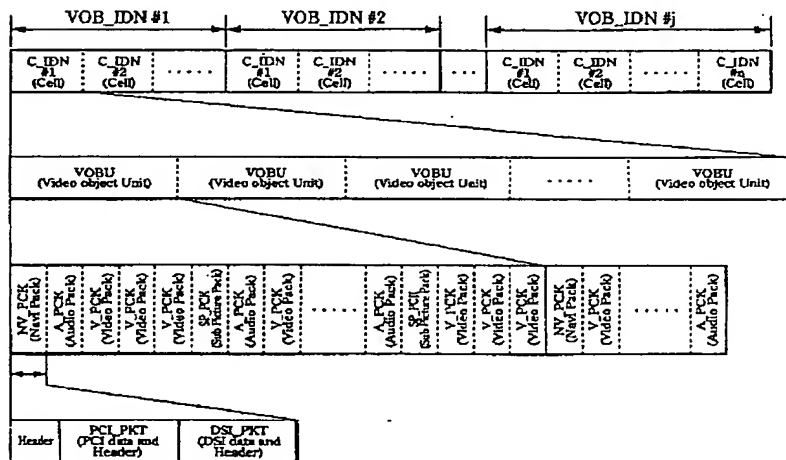 VOB_IDN #1 VOB_IDN #2 VOB_IDN #j
C_IDN #1 (Cell) C_IDN #2 (Cell) ····· C_IDN #1 (Cell) C_IDN #2 (Cell) ····· ··· C_IDN #1 (Cell) C_IDN #2 (Cell) ····· C_IDN #n (Cell)
VOBU (Video object Unit) VOBU (Video object Unit) VOBU (Video object Unit) ····· VOBU (Video object Unit)
NV_PCK (Navi Pack)
A_PCK (Audio Pack)
V_PCK (Video Pack)
V_PCK (Video Pack)
V_PCK (Video Pack)
SP_PCK (Sub Picture Pack)
A_PCK (Audio Pack)
V_PCK (Video Pack)
·····
A_PCK (Audio Pack)
SP_PCK (Sub Picture Pack)
V_PCK (Video Pack)
V_PCK (Video Pack)
V_PCK (Video Pack)
NV_PCK (Navi Pack)
V_PCK (Video Pack)
·····
A_PCK (Audio Pack)
Header
PCI_PKT (PCI data and Header)
DSI_PKT (DSI data and Header)